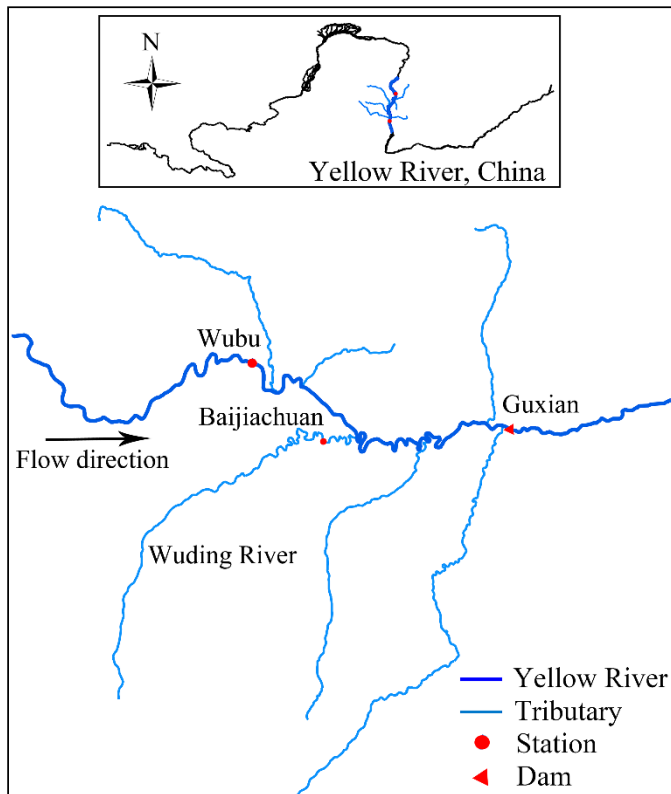 N
Yellow River, China
Wubu
Baijiachuan
Guxian
Flow direction
Wuding River
Yellow River
Tributary
Station
Dam